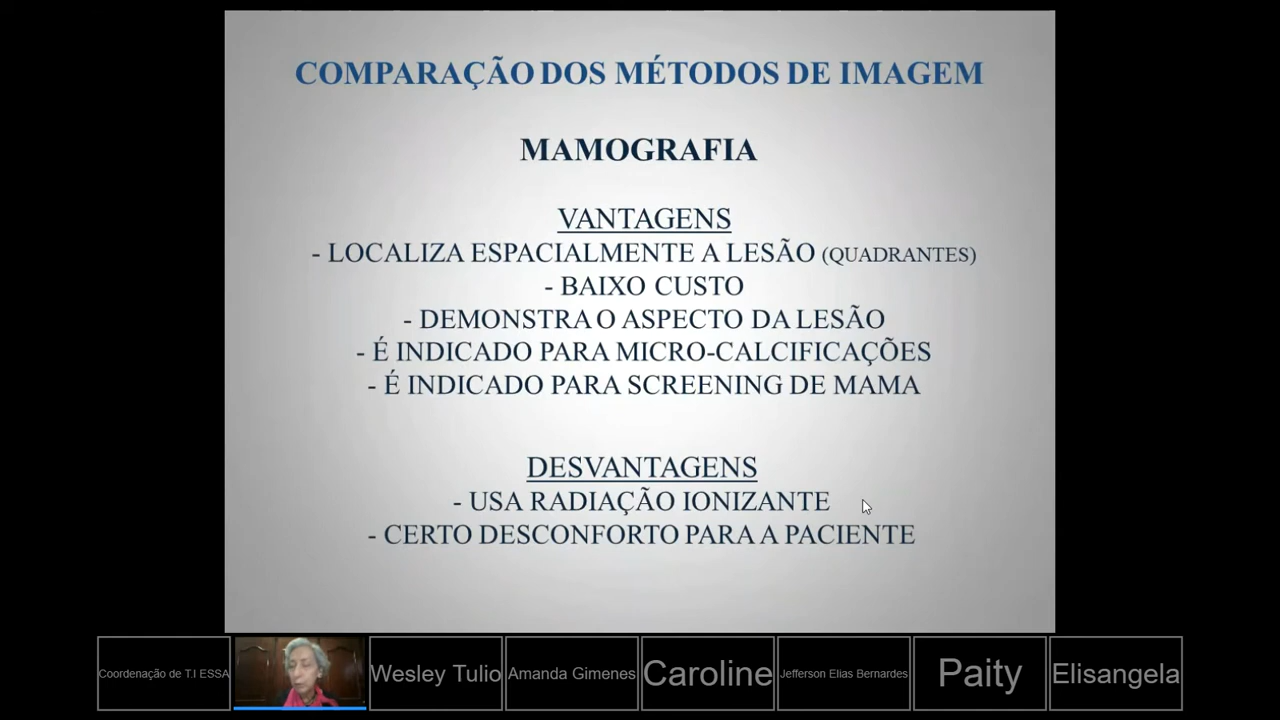 COMPARAÇÃO DOS MÉTODOS DE IMAGEM
MAMOGRAFIA
VANTAGENS
- LOCALIZA ESPACIALMENTE A LESÃO (QUADRANTES)
- BAIXO CUSTO
- DEMONSTRA O ASPECTO DA LESÃO
- É INDICADO PARA MICRO-CALCIFICAÇÕES
- É INDICADO PARA SCREENING DE MAMA
DESVANTAGENS
- USA RADIAÇÃO IONIZANTE
- CERTO DESCONFORTO PARA A PACIENTE
Coordenação de T.I ESSA
Wesley Tulio
Amanda Gimenes
Caroline
Jefferson Elias Bernardes
Paity
Elisangela